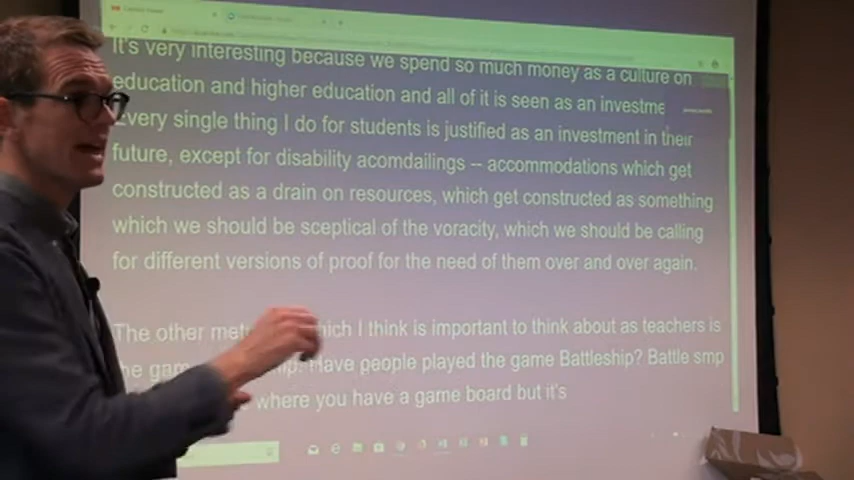 It's very interesting because we spend so much money as a culture on
education and higher education and all of it is seen as an investme
Every single thing I do for students is justified as an investment in their
future, except for disability acomdailings -- accommodations which get
constructed as a drain on resources, which get constructed as something
which we should be sceptical of the voracity, which we should be calling
for different versions of proof for the need of them over and over again.
The other met hich I think is important to think about as teachers is
he gam p. Have people played the game Battleship? Battle smp
where you have a game board but it's